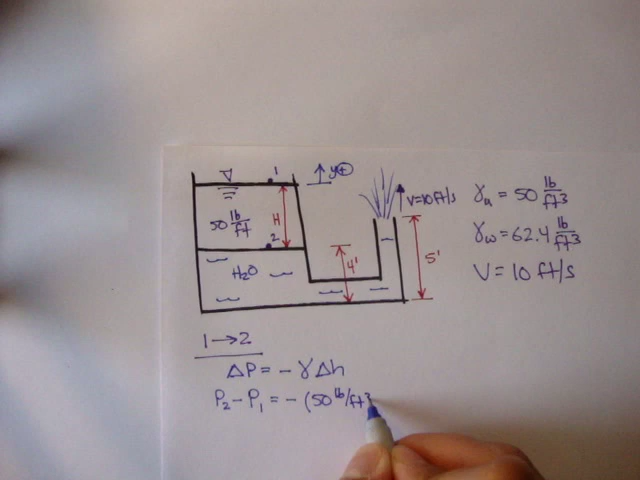 1
y⊕
50 lb/ft
H
2
H₂O
4'
V=10 ft/s
5'
γu = 50 lb/ft³
γw = 62.4 lb/ft³
V = 10 ft/s
1→2
ΔP = - γ Δh
P₂ - P₁ = - (50 lb/ft³